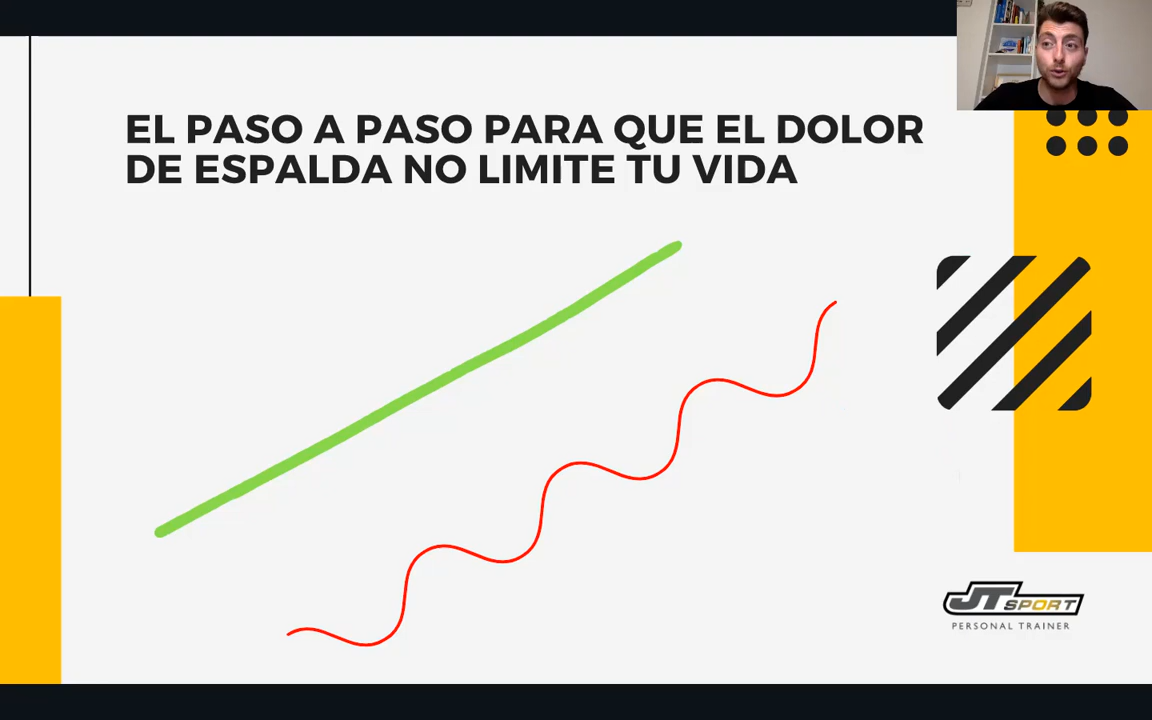 EL PASO A PASO PARA QUE EL DOLOR
DE ESPALDA NO LIMITE TU VIDA
JT SPORT
PERSONAL TRAINER